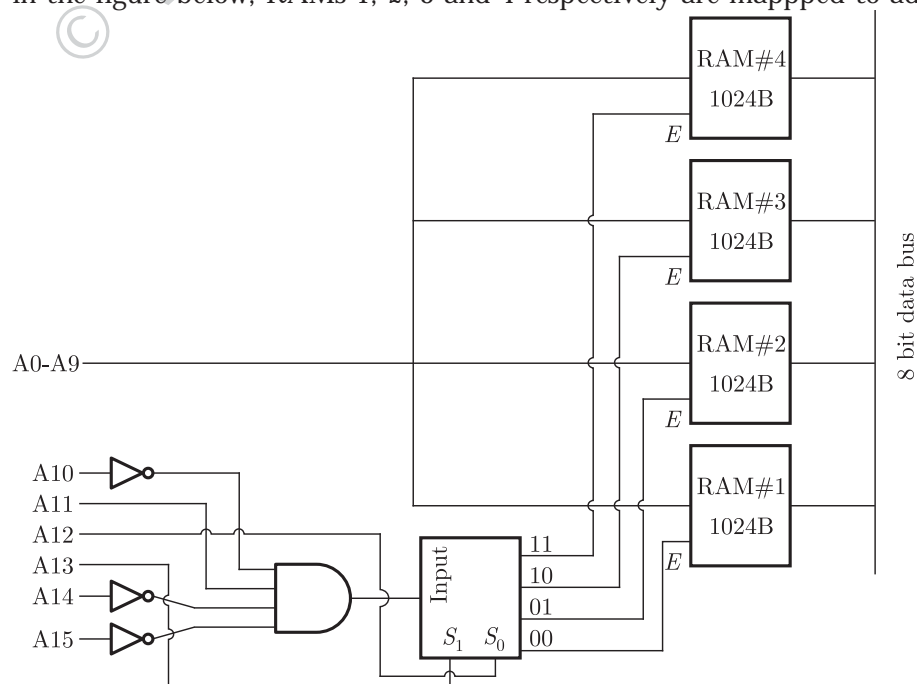 in the figure below, RAMs 1, 2, 3 and 4 respectively are mappped to ad
©
RAM#4
1024B
E
RAM#3
1024B
E
8 bit data bus
A0-A9
RAM#2
1024B
E
A10
A11
A12
A13
A14
A15
RAM#1
1024B
E
Input
11
10
01
00
S1 S0